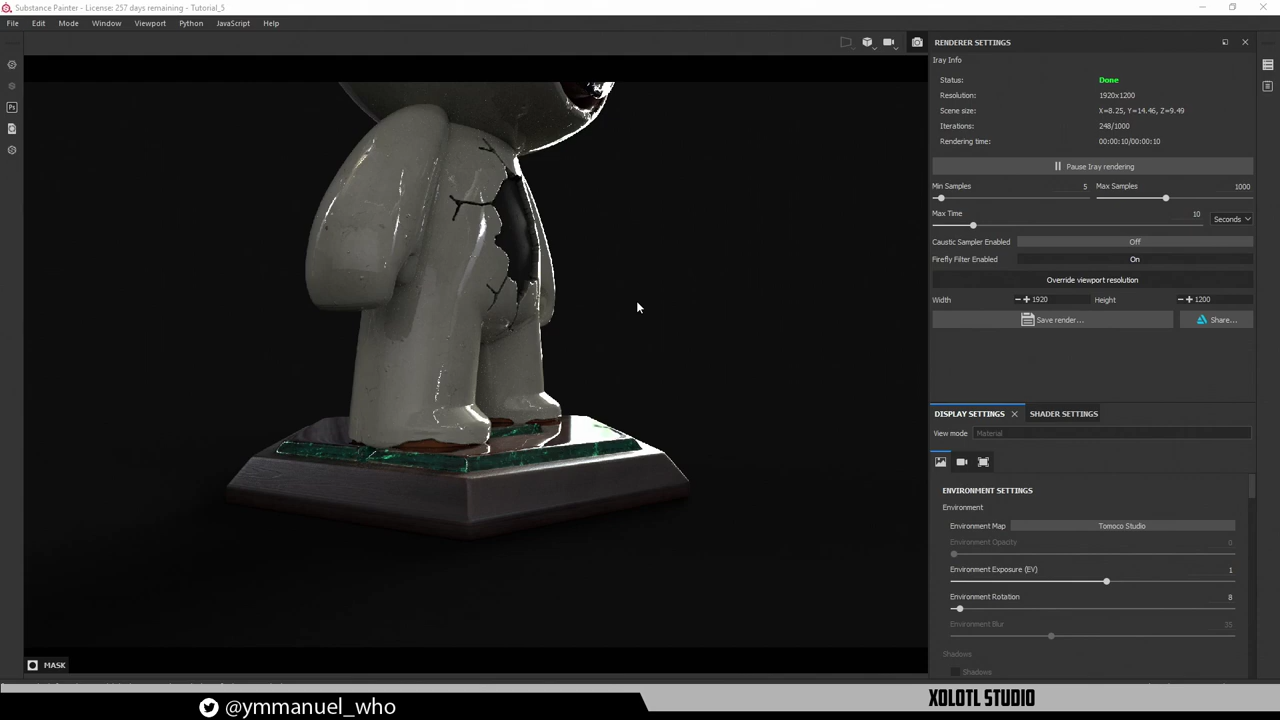 Substance Painter - License: 257 days remaining - Tutorial_5
File Edit Mode Window Viewport Python JavaScript Help
RENDERER SETTINGS
Iray Info
Status: Done
Resolution: 1920x1200
Scene size: X=8.25, Y=14.46, Z=9.49
Iterations: 248/1000
Rendering time: 00:00:10/00:00:10
Pause Iray rendering
Min Samples 5 Max Samples 1000
Max Time 10 Seconds
Caustic Sampler Enabled Off
Firefly Filter Enabled On
Override viewport resolution
Width 1920 Height 1200
Save render... Share...
DISPLAY SETTINGS SHADER SETTINGS
View mode Material
ENVIRONMENT SETTINGS
Environment
Environment Map Tomoco Studio
Environment Opacity 0
Environment Exposure (EV) 1
Environment Rotation 8
Environment Blur 35
Shadows
Shadows
Ps
MASK
@ymmanuel_who
XOLOTL STUDIO